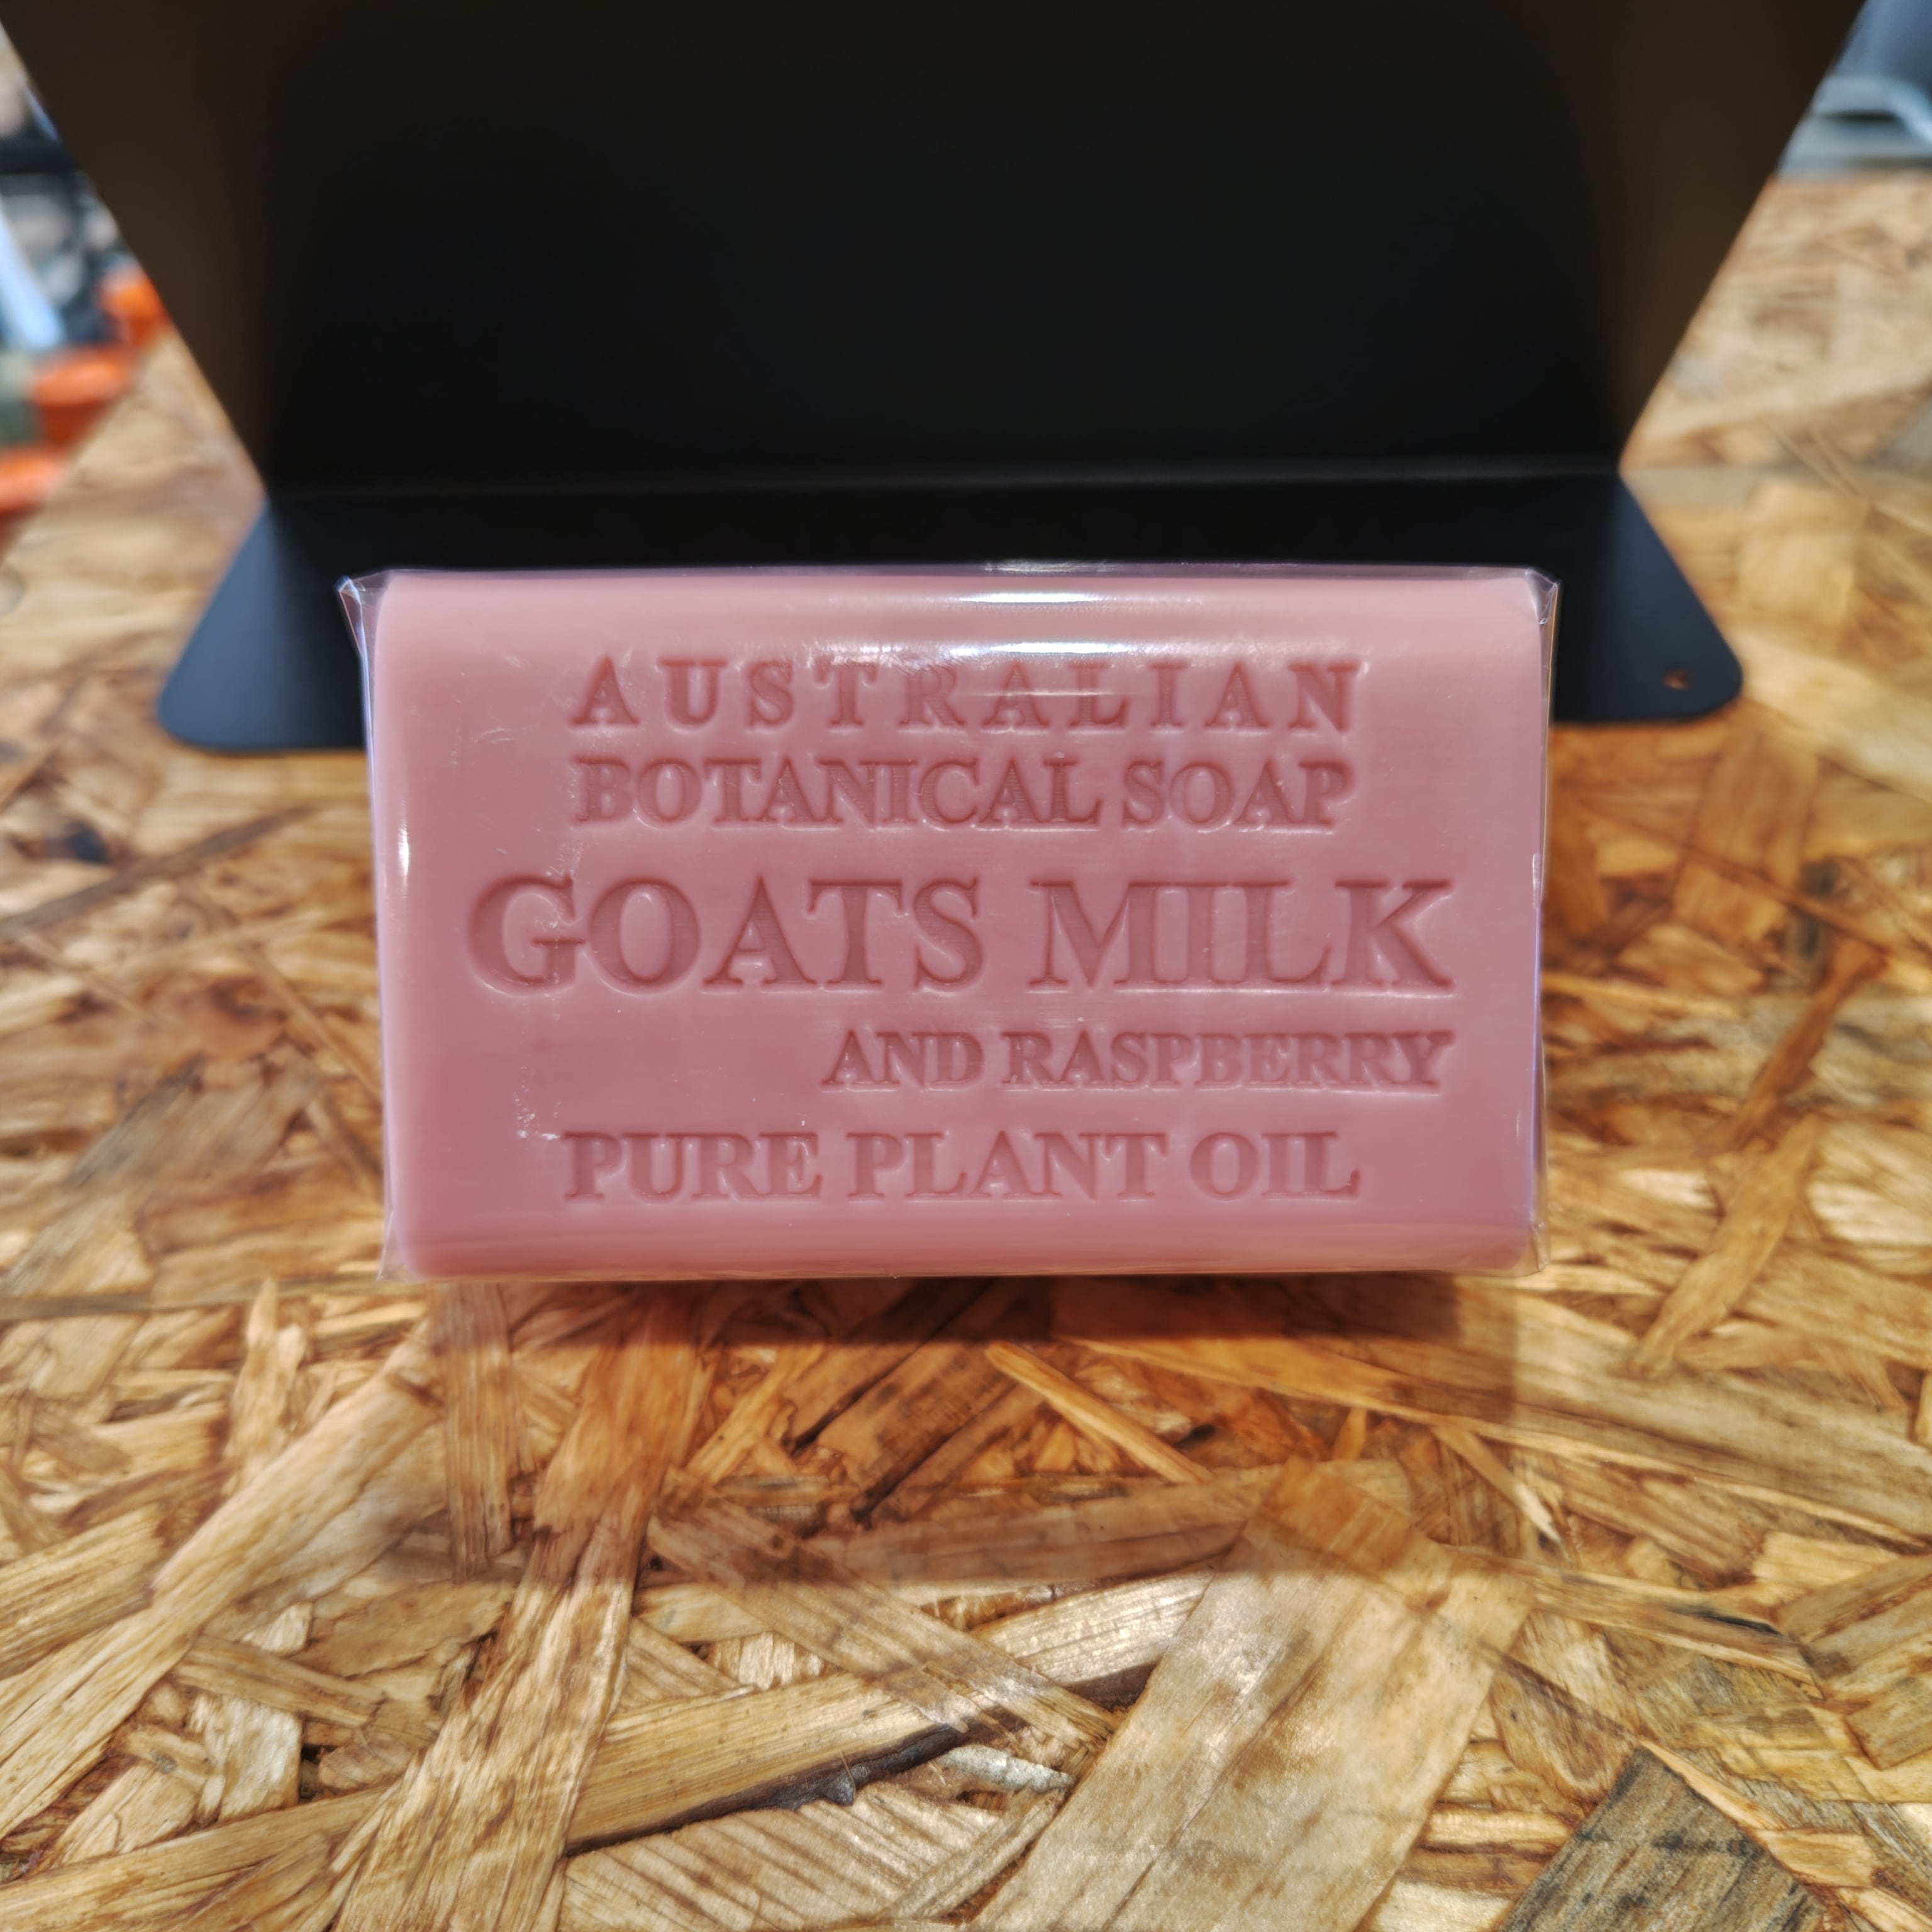 AUSTRALIAN
BOTANICAL SOAP
GOATS MILK
AND RASPBERRY
PURE PLANT OIL